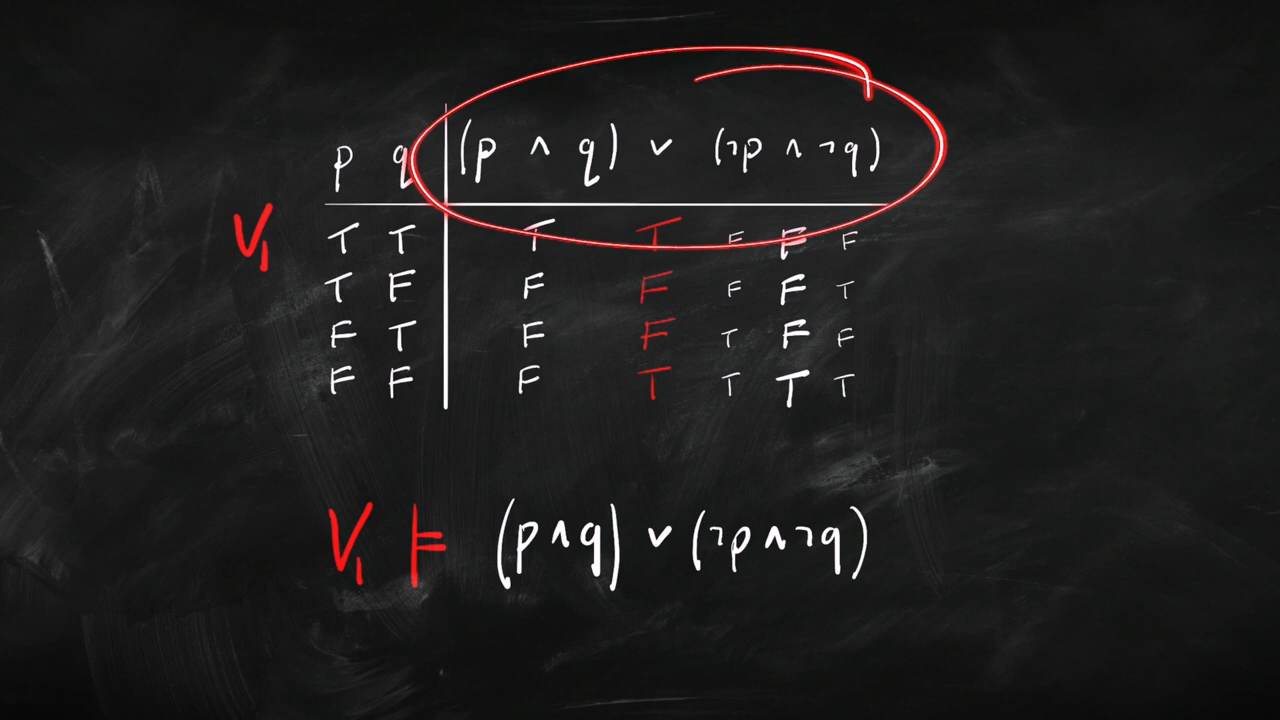 p q (p ∧ q) ∨ (¬p ∧ ¬q)
V₁ T T T T F F F
T F F F F F T
F T F F T F F
F F F T T T T
V₁ ⊨ (p∧q) ∨ (¬p∧¬q)